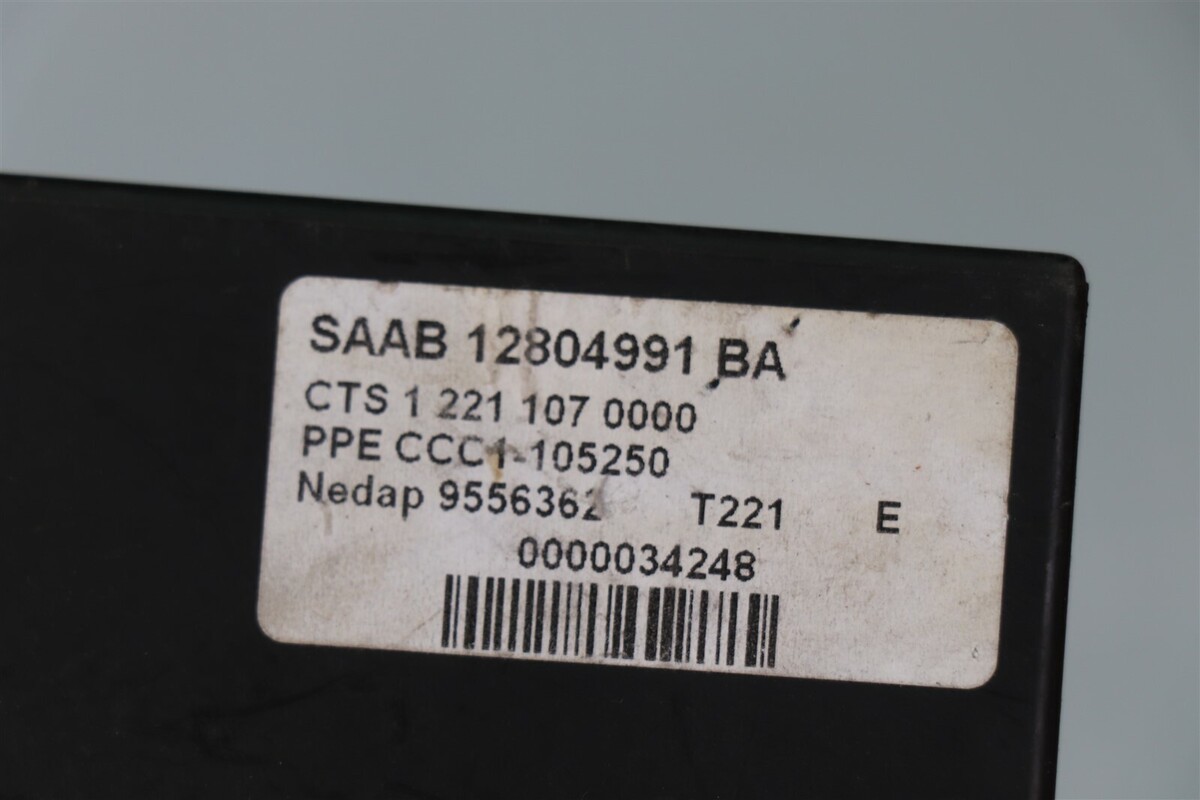 SAAB 12804991 BA
CTS 1 221 107 0000
PPE CCC1-105250
Nedap 9556362 T221 E
0000034248